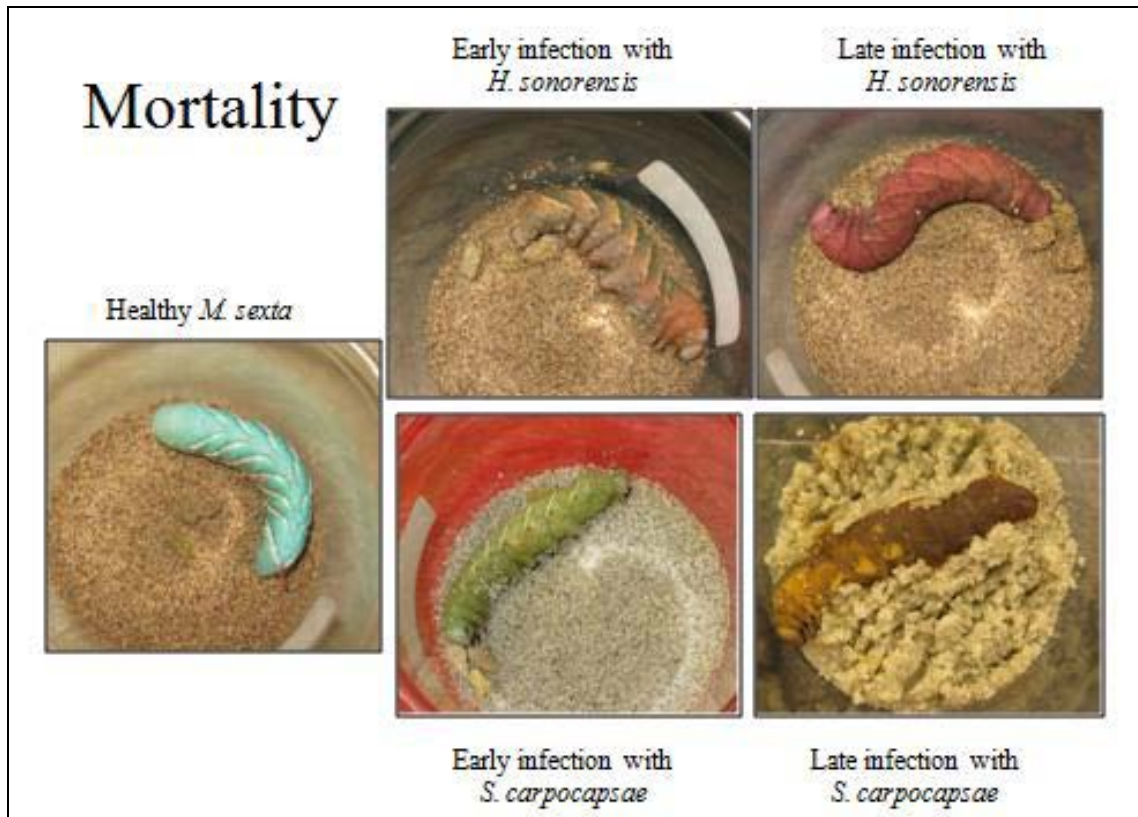 Mortality
Early infection with
H. sonorensis
Late infection with
H. sonorensis
Healthy M. sexta
Early infection with
S. carpocapsae
Late infection with
S. carpocapsae